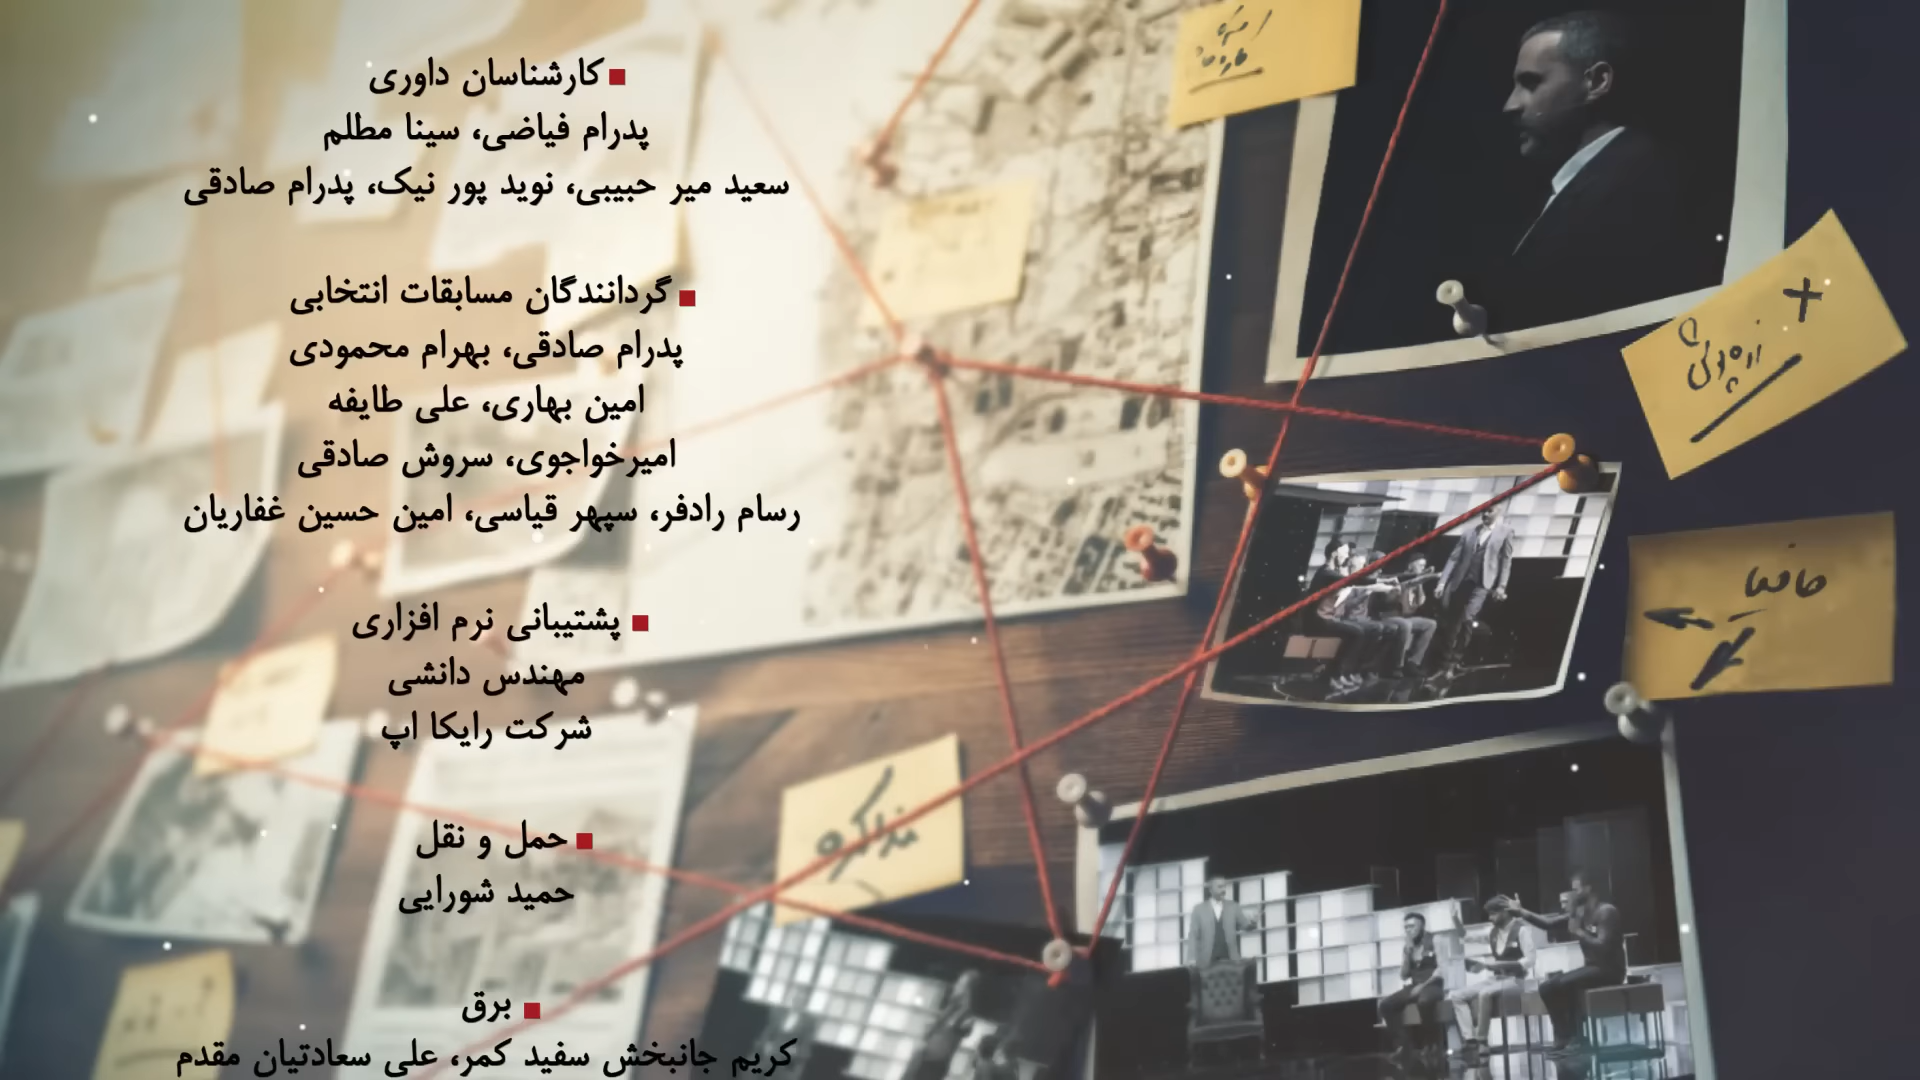 کارشناسان داوری
پدرام فیاضی، سینا مطلم
سعید میر حبیبی، نوید پور نیک، پدرام صادقی
گردانندگان مسابقات انتخابی
پدرام صادقی، بهرام محمودی
امین بهاری، علی طایفه
امیرخواجوی، سروش صادقی
رسام رادفر، سپهر قیاسی، امین حسین غفاریان
پشتیبانی نرم افزاری
مهندس دانشی
شرکت رایکا اپ
حمل و نقل
حمید شورایی
برق
کریم جانبخش سفید کمر، علی سعادتیان مقدم
مافیا
مذاکره